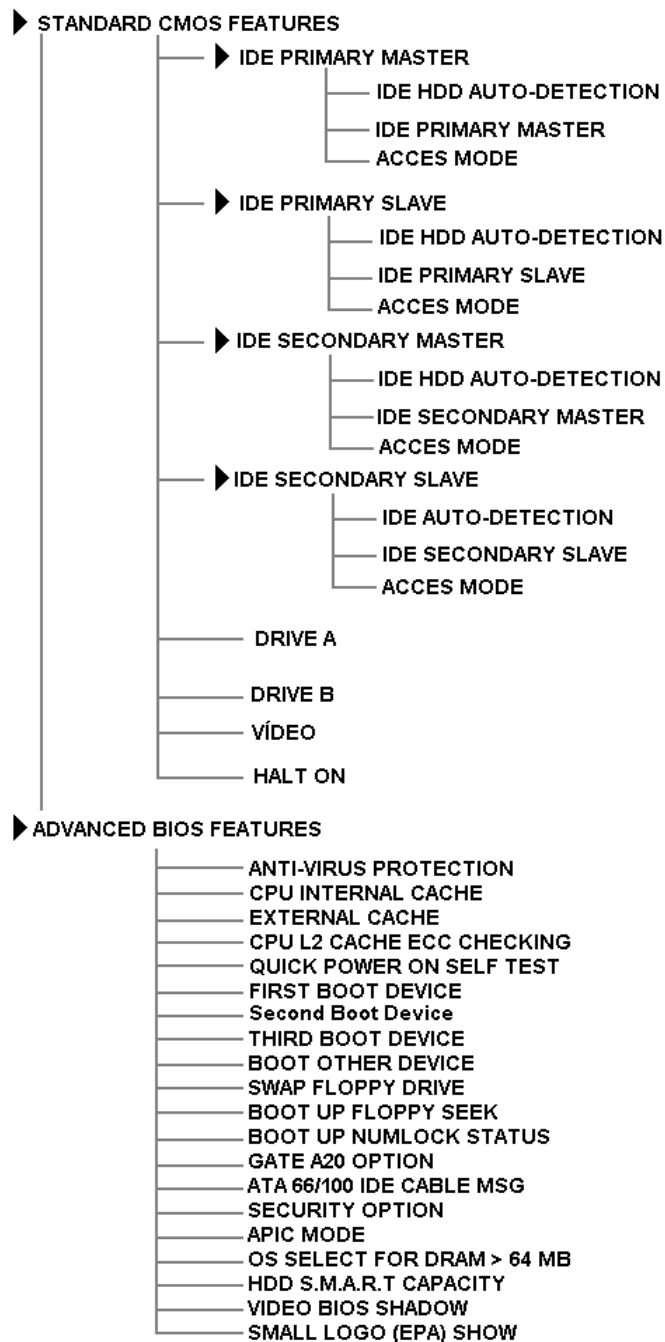 STANDARD CMOS FEATURES
IDE PRIMARY MASTER
IDE HDD AUTO-DETECTION
IDE PRIMARY MASTER
ACCES MODE
IDE PRIMARY SLAVE
IDE HDD AUTO-DETECTION
IDE PRIMARY SLAVE
ACCES MODE
IDE SECONDARY MASTER
IDE HDD AUTO-DETECTION
IDE SECONDARY MASTER
ACCES MODE
IDE SECONDARY SLAVE
IDE AUTO-DETECTION
IDE SECONDARY SLAVE
ACCES MODE
DRIVE A
DRIVE B
VÍDEO
HALT ON
ADVANCED BIOS FEATURES
ANTI-VIRUS PROTECTION
CPU INTERNAL CACHE
EXTERNAL CACHE
CPU L2 CACHE ECC CHECKING
QUICK POWER ON SELF TEST
FIRST BOOT DEVICE
Second Boot Device
THIRD BOOT DEVICE
BOOT OTHER DEVICE
SWAP FLOPPY DRIVE
BOOT UP FLOPPY SEEK
BOOT UP NUMLOCK STATUS
GATE A20 OPTION
ATA 66/100 IDE CABLE MSG
SECURITY OPTION
APIC MODE
OS SELECT FOR DRAM > 64 MB
HDD S.M.A.R.T CAPACITY
VIDEO BIOS SHADOW
SMALL LOGO (EPA) SHOW